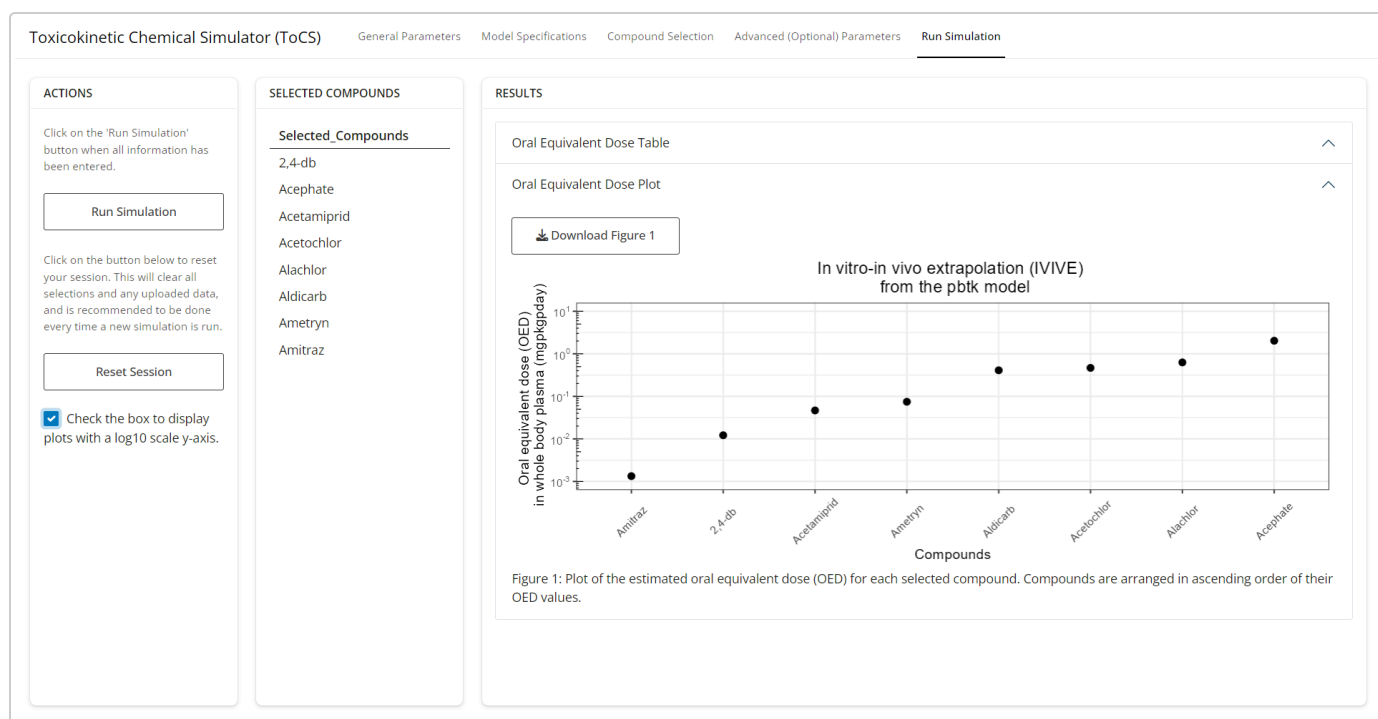 Toxicokinetic Chemical Simulator (ToCS)
General Parameters
Model Specifications
Compound Selection
Advanced (Optional) Parameters
Run Simulation
ACTIONS
Click on the 'Run Simulation'
button when all information has
been entered.
Run Simulation
Click on the button below to reset
your session. This will clear all
selections and any uploaded data,
and is recommended to be done
every time a new simulation is run.
Reset Session
Check the box to display
plots with a log10 scale y-axis.
SELECTED COMPOUNDS
Selected_Compounds
2,4-db
Acephate
Acetamiprid
Acetochlor
Alachlor
Aldicarb
Ametryn
Amitraz
RESULTS
Oral Equivalent Dose Table
Oral Equivalent Dose Plot
Download Figure 1
In vitro-in vivo extrapolation (IVIVE)
from the pbtk model
Oral equivalent dose (OED)
in whole body plasma (mgpkgpday)
10¹
10⁰
10⁻¹
10⁻²
10⁻³
Amitraz
2,4-db
Acetamiprid
Ametryn
Aldicarb
Acetochlor
Alachlor
Acephate
Compounds
Figure 1: Plot of the estimated oral equivalent dose (OED) for each selected compound. Compounds are arranged in ascending order of their
OED values.